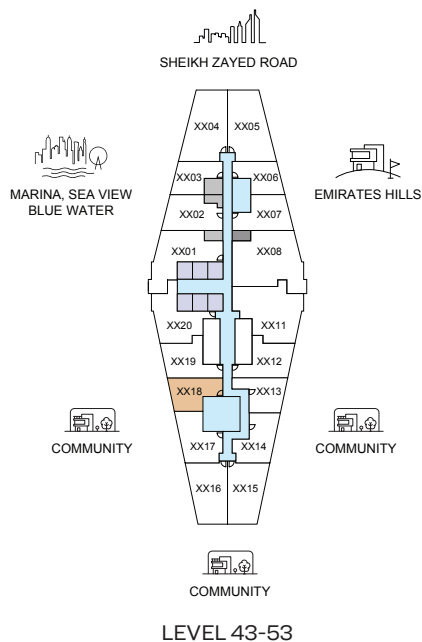 SHEIKH ZAYED ROAD
XX04 XX05
MARINA, SEA VIEW
BLUE WATER
EMIRATES HILLS
XX03 XX06
XX02 XX07
XX01 XX08
XX20 XX11
XX19 XX12
XX18 XX13
COMMUNITY
COMMUNITY
XX17 XX14
XX16 XX15
COMMUNITY
LEVEL 43-53